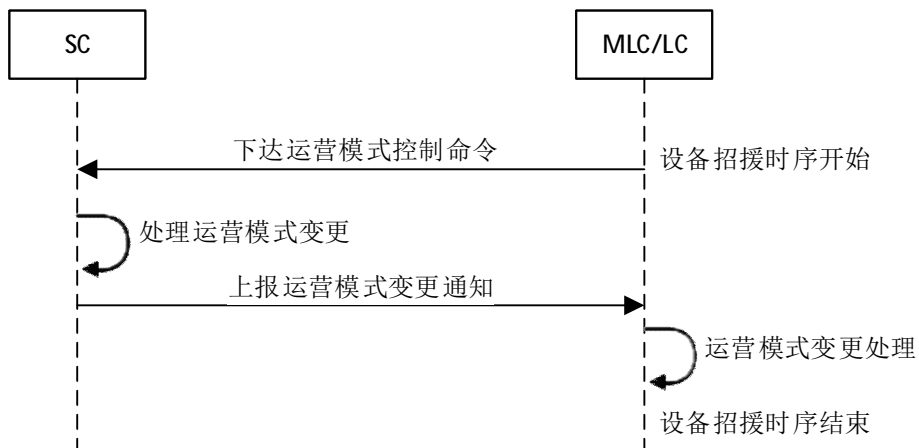 SC
MLC/LC
下达运营模式控制命令
设备招援时序开始
处理运营模式变更
上报运营模式变更通知
运营模式变更处理
设备招援时序结束